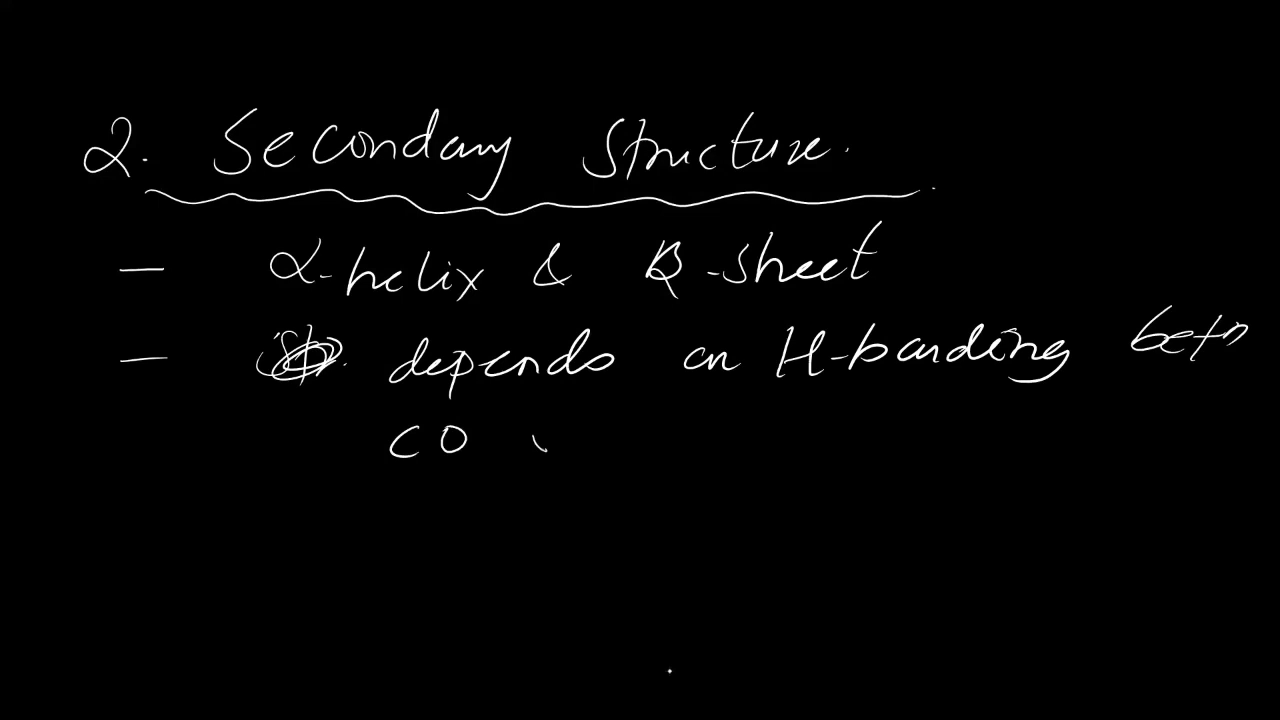 2. Secondary Structure.
- α-helix & β-sheet
- depends on H-bonding betn
CO